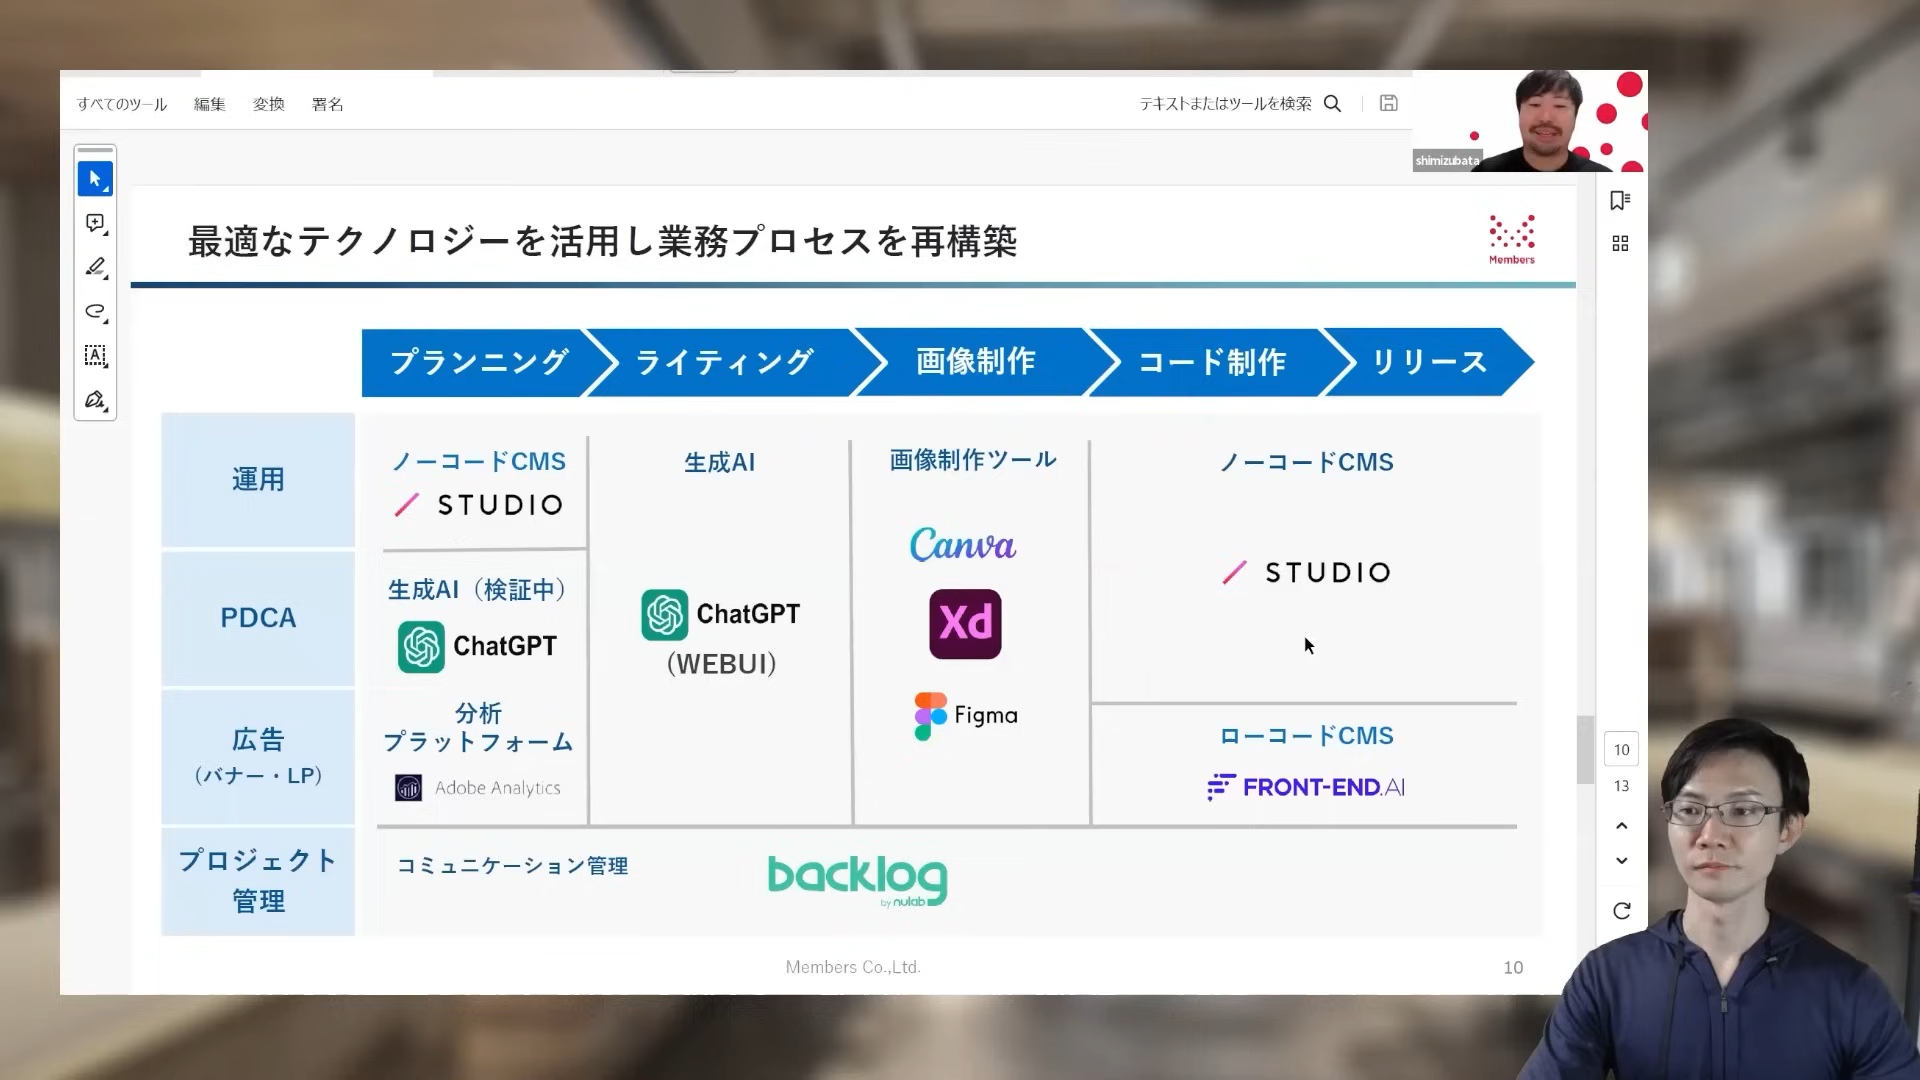 すべてのツール 編集 変換 署名
テキストまたはツールを検索
shimizubata
最適なテクノロジーを活用し業務プロセスを再構築
Members
プランニング ライティング 画像制作 コード制作 リリース
運用
ノーコードCMS
STUDIO
生成AI
画像制作ツール
ノーコードCMS
Canva
STUDIO
PDCA
生成AI（検証中）
ChatGPT
ChatGPT
（WEBUI）
Xd
Figma
広告
（バナー・LP）
分析
プラットフォーム
Adobe Analytics
ローコードCMS
FRONT-END.AI
プロジェクト
管理
コミュニケーション管理
backlog
by nulab
Members Co.,Ltd.
10
10
13